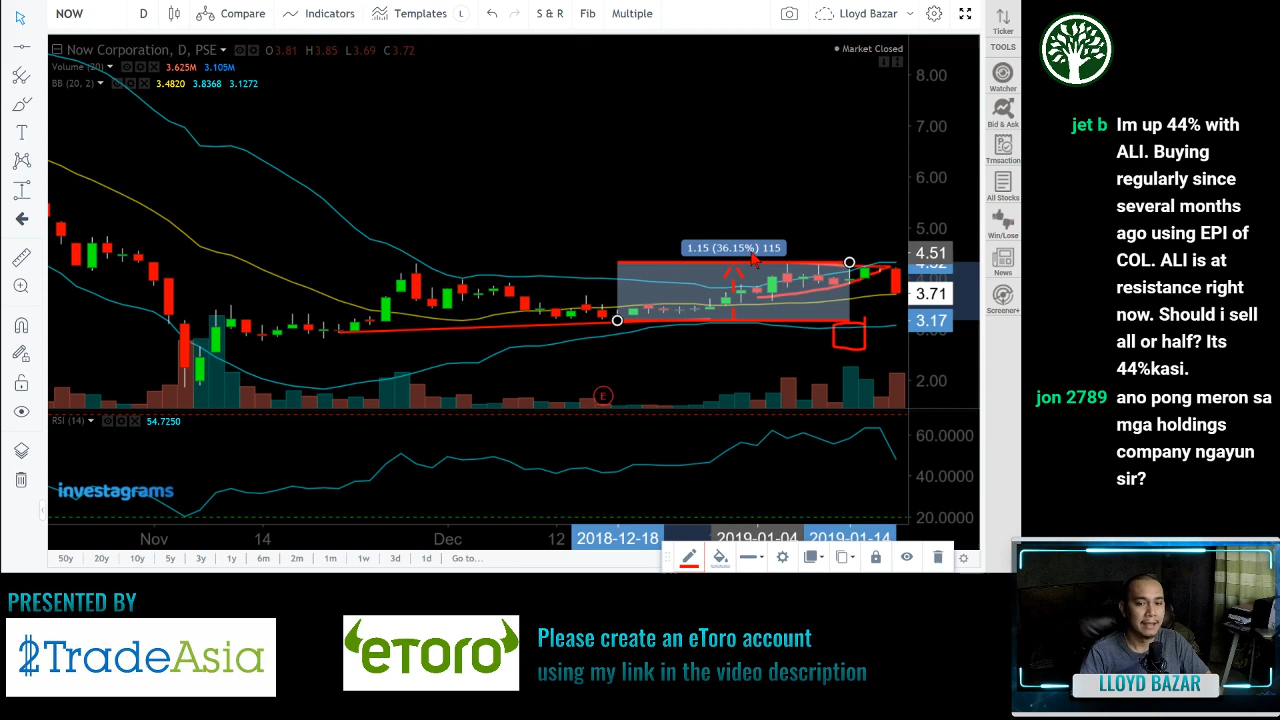 NOW
D
Compare
Indicators
Templates
L
S & R
Fib
Multiple
Lloyd Bazar
Now Corporation, D, PSE
O3.81 H3.85 L3.69 C3.72
Market Closed
Volume (20) 3.625M 3.105M
BB (20, 2) 3.4820 3.8368 3.1272
8.00
7.00
6.00
5.00
4.51
3.71
3.17
2.00
1.15 (36.15%) 115
E
RSI (14) 54.7250
60.0000
40.0000
20.0000
investagrams
Nov
14
Dec
12
2018-12-18
2019-01-04
2019-01-14
50y
20y
10y
5y
3y
1y
6m
2m
1m
1w
3d
1d
Go to...
Ticker
TOOLS
Watcher
Bid & Ask
Trnsaction
All Stocks
Win/Lose
News
Screener+
jet b Im up 44% with
ALI. Buying
regularly since
several months
ago using EPI of
COL. ALI is at
resistance right
now. Should i sell
all or half? Its
44%kasi.
jon 2789 ano pong meron sa
mga holdings
company ngayun
sir?
PRESENTED BY
2TradeAsia
eToro
Please create an eToro account
using my link in the video description
LLOYD BAZAR